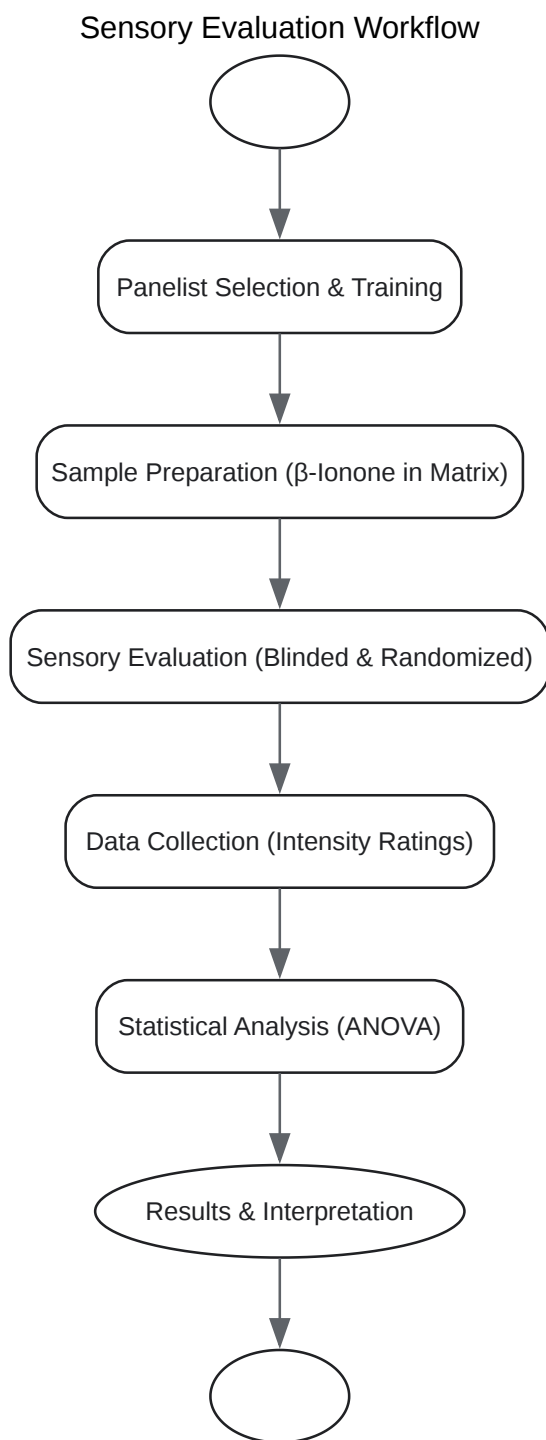 Sensory Evaluation Workflow
Panelist Selection & Training
Sample Preparation (β-Ionone in Matrix)
Sensory Evaluation (Blinded & Randomized)
Data Collection (Intensity Ratings)
Statistical Analysis (ANOVA)
Results & Interpretation